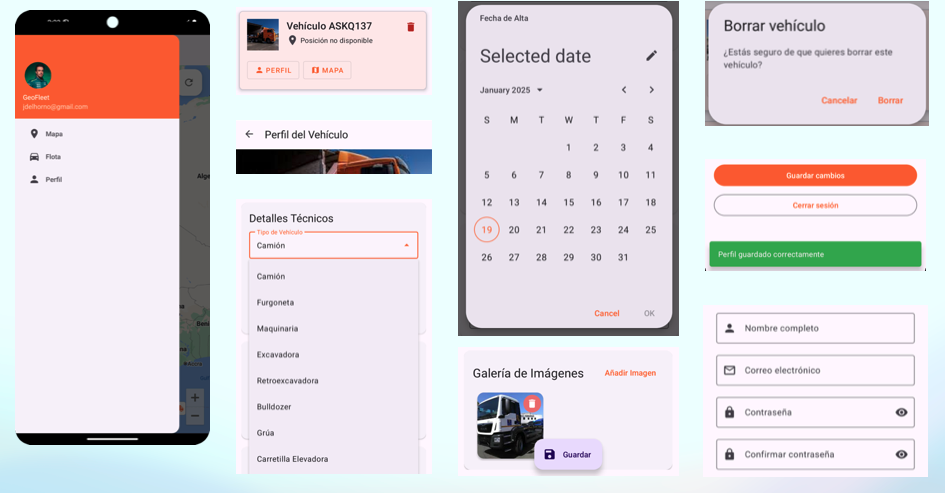 GeoFleet
jdelhomo@gmail.com
Mapa
Flota
Perfil
Alge
Vehículo ASKQ137
Posición no disponible
PERFIL
MAPA
Perfil del Vehículo
Detalles Técnicos
Tipo de Vehículo
Camión
Camión
Furgoneta
Maquinaria
Excavadora
Retroexcavadora
Bulldozer
Grúa
Carretilla Elevadora
Fecha de Alta
Selected date
January 2025
S M T W T F S
1 2 3 4
5 6 7 8 9 10 11
12 13 14 15 16 17 18
19 20 21 22 23 24 25
26 27 28 29 30 31
Cancel OK
Galería de Imágenes
Añadir Imagen
Guardar
Borrar vehículo
¿Estás seguro de que quieres borrar este
vehículo?
Cancelar Borrar
Guardar cambios
Cerrar sesión
Perfil guardado correctamente
Nombre completo
Correo electrónico
Contraseña
Confirmar contraseña